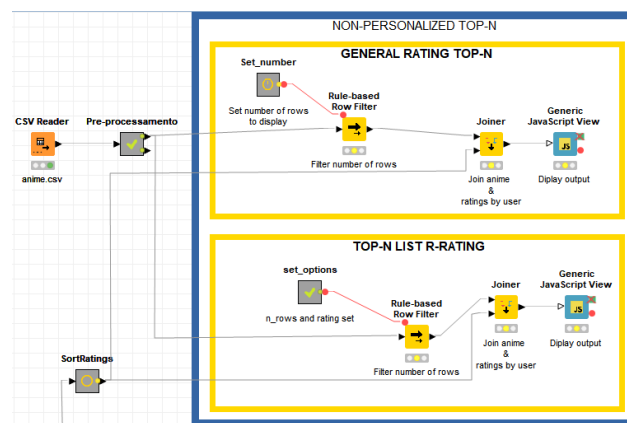 NON-PERSONALIZED TOP-N
GENERAL RATING TOP-N
Set_number
Set number of rows
to display
Rule-based
Row Filter
Filter number of rows
CSV Reader
anime.csv
Pre-processamento
Joiner
Join anime
&
ratings by user
Generic
JavaScript View
JS
Diplay output
TOP-N LIST R-RATING
set_options
n_rows and rating set
Rule-based
Row Filter
Filter number of rows
Joiner
Join anime
&
ratings by user
Generic
JavaScript View
JS
Diplay output
SortRatings